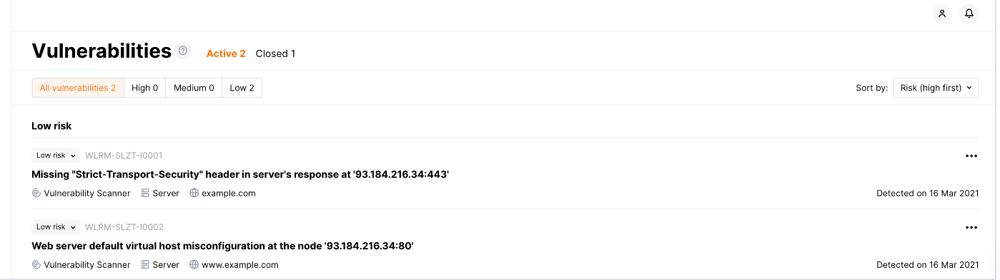 Vulnerabilities Active 2 Closed 1
All vulnerabilities 2 High 0 Medium 0 Low 2 Sort by: Risk (high first)
Low risk
Low risk WLRM-SLZT-I0001
Missing "Strict-Transport-Security" header in server's response at '93.184.216.34:443'
Vulnerability Scanner Server example.com Detected on 16 Mar 2021
Low risk WLRM-SLZT-I0002
Web server default virtual host misconfiguration at the node '93.184.216.34:80'
Vulnerability Scanner Server www.example.com Detected on 16 Mar 2021